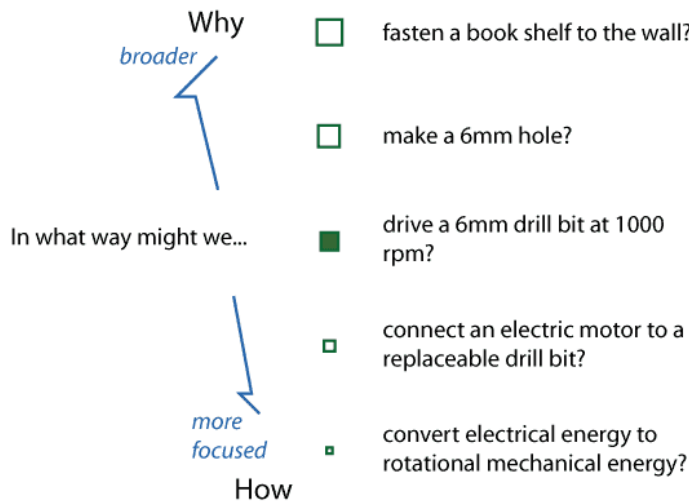 Why
broader
fasten a book shelf to the wall?
make a 6mm hole?
In what way might we...
drive a 6mm drill bit at 1000
rpm?
connect an electric motor to a
replaceable drill bit?
more
focused
convert electrical energy to
rotational mechanical energy?
How